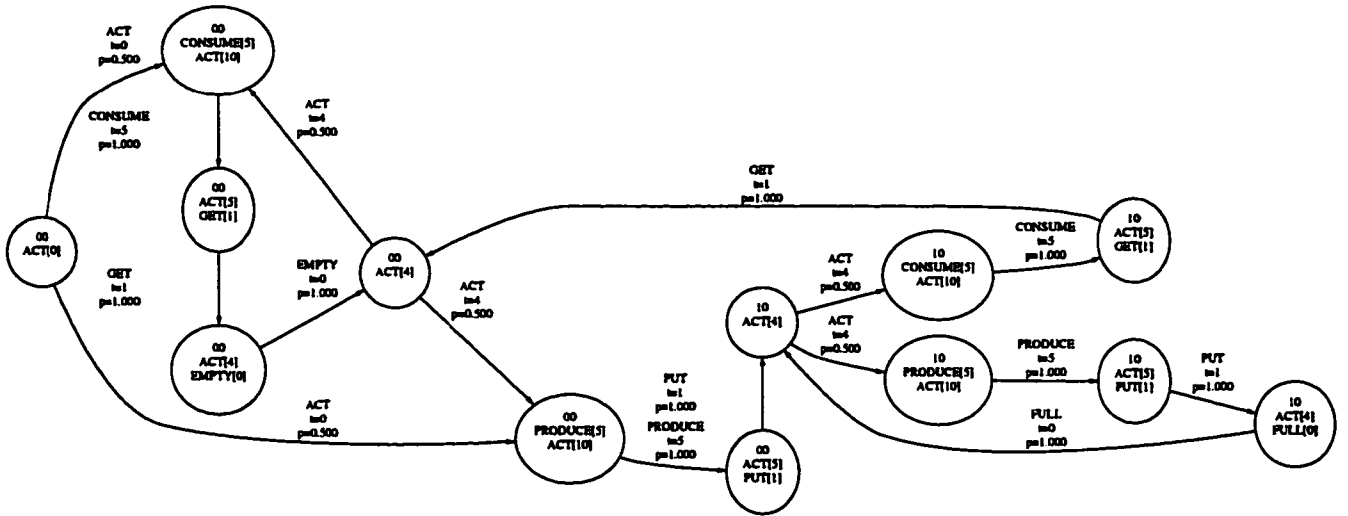 ACT
t=0
p=0.500
00
CONSUME[5]
ACT[10]
CONSUME
t=5
p=1.000
ACT
t=4
p=0.500
00
ACT[5]
GET[1]
00
ACT[0]
GET
t=1
p=1.000
EMPTY
t=0
p=1.000
00
ACT[4]
00
ACT[4]
EMPTY[0]
ACT
t=4
p=0.500
ACT
t=0
p=0.500
00
PRODUCE[5]
ACT[10]
PUT
t=1
p=1.000
PRODUCE
t=5
p=1.000
00
ACT[5]
PUT[1]
GET
t=1
p=1.000
10
ACT[4]
ACT
t=4
p=0.500
10
CONSUME[5]
ACT[10]
CONSUME
t=5
p=1.000
10
ACT[5]
GET[1]
ACT
t=4
p=0.500
10
PRODUCE[5]
ACT[10]
PRODUCE
t=5
p=1.000
10
ACT[5]
PUT[1]
PUT
t=1
p=1.000
FULL
t=0
p=1.000
10
ACT[4]
FULL[0]